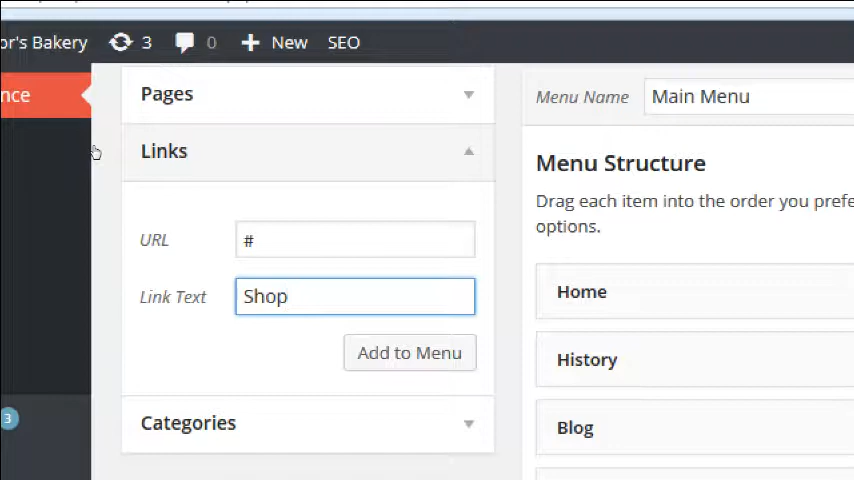 or's Bakery 3 0 New SEO
nce
Pages
Links
URL #
Link Text Shop
Add to Menu
Categories
3
Menu Name Main Menu
Menu Structure
Drag each item into the order you prefe
options.
Home
History
Blog